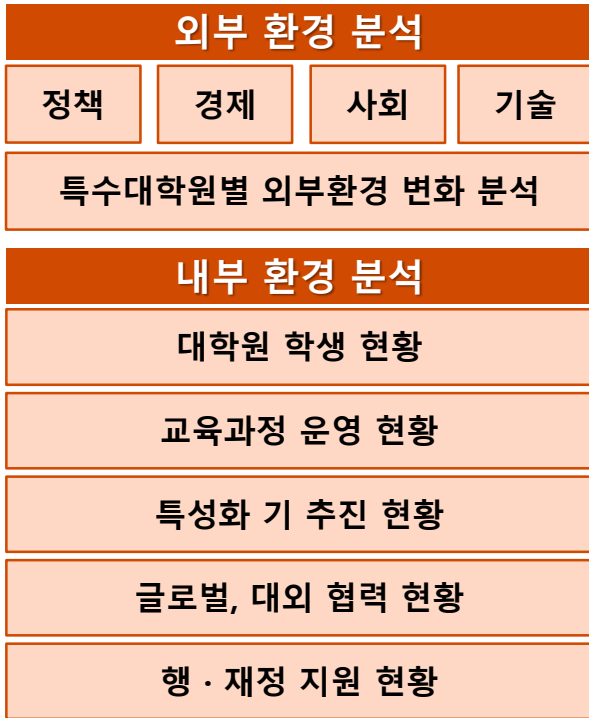 외부 환경 분석
정책 경제 사회 기술
특수대학원별 외부환경 변화 분석
내부 환경 분석
대학원 학생 현황
교육과정 운영 현황
특성화 기 추진 현황
글로벌, 대외 협력 현황
행 · 재정 지원 현황